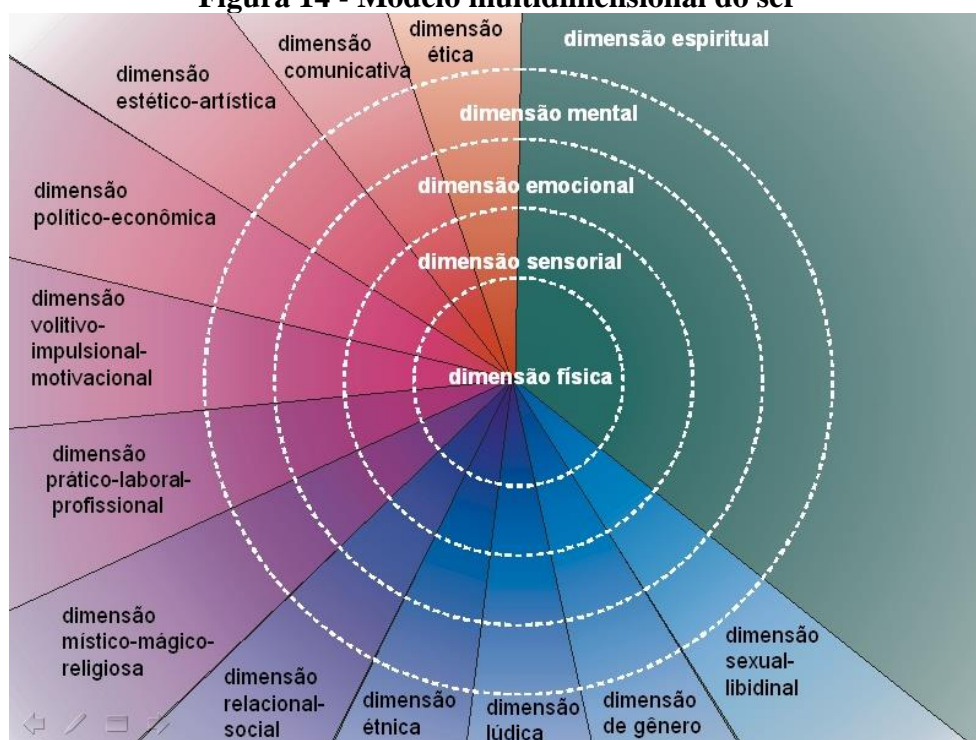 Figura 14 - Modelo multidimensional do ser
dimensão espiritual
dimensão mental
dimensão emocional
dimensão sensorial
dimensão física
dimensão
ética
dimensão
comunicativa
dimensão
estético-artística
dimensão
político-econômica
dimensão
volitivo-
impulsional-
motivacional
dimensão
prático-laboral-
profissional
dimensão
místico-mágico-
religiosa
dimensão
relacional-
social
dimensão
étnica
dimensão
lúdica
dimensão
de gênero
dimensão
sexual-
libidinal